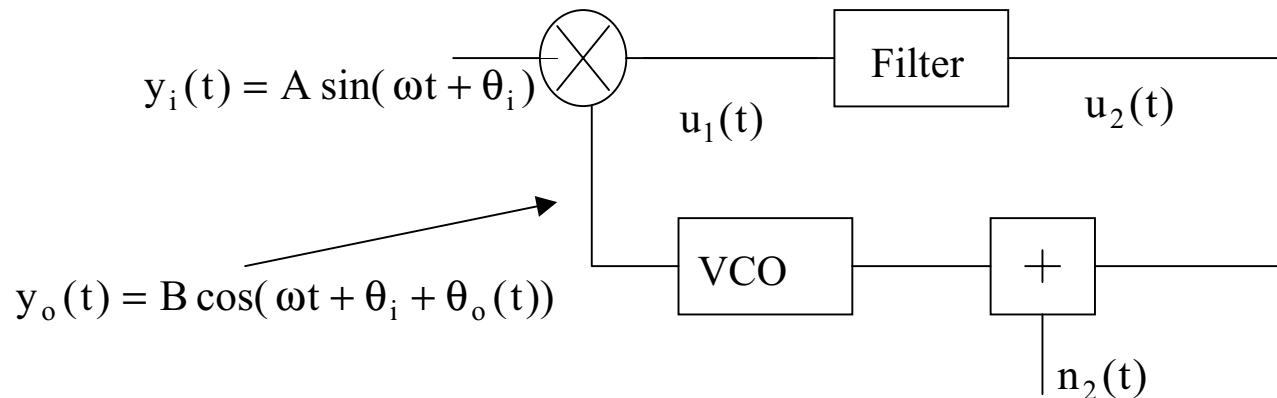 Filter
y_i(t) = A sin( ωt + θ_i )
u_1(t)
u_2(t)
VCO
+
y_o(t) = B cos( ωt + θ_i + θ_o(t))
n_2(t)